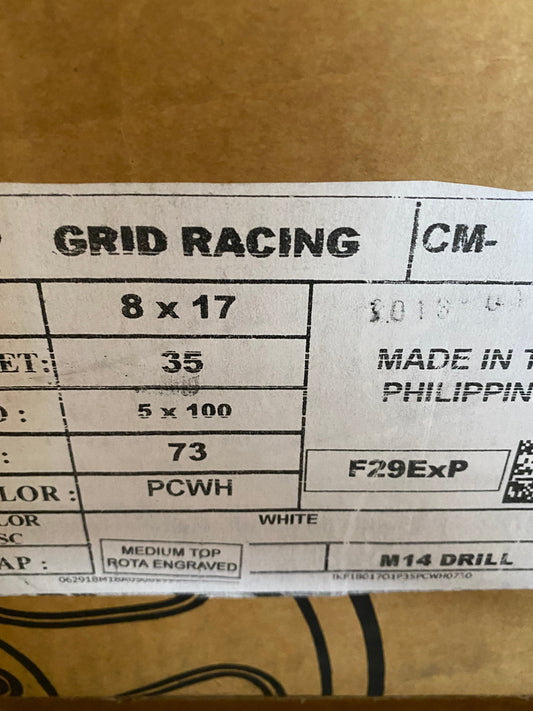 GRID RACING CM-
8 x 17
ET: 35 MADE IN T
PHILIPPIN
: 5 x 100
: 73 F29ExP
LOR : PCWH
LOR WHITE
SC
AP : MEDIUM TOP M14 DRILL
ROTA ENGRAVED